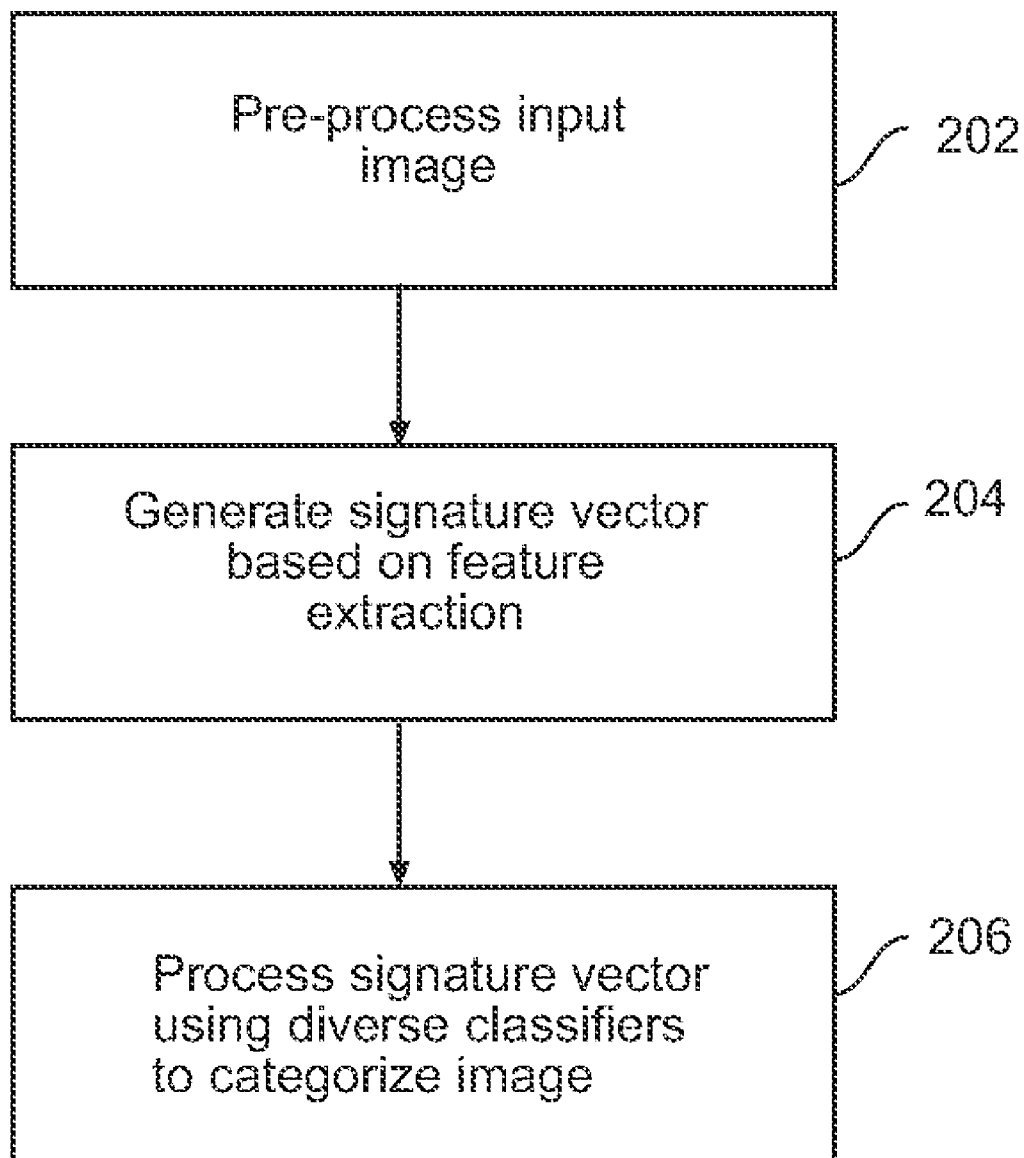 Pre-process input
image
202
Generate signature vector
based on feature
extraction
204
Process signature vector
using diverse classifiers
to categorize image
206